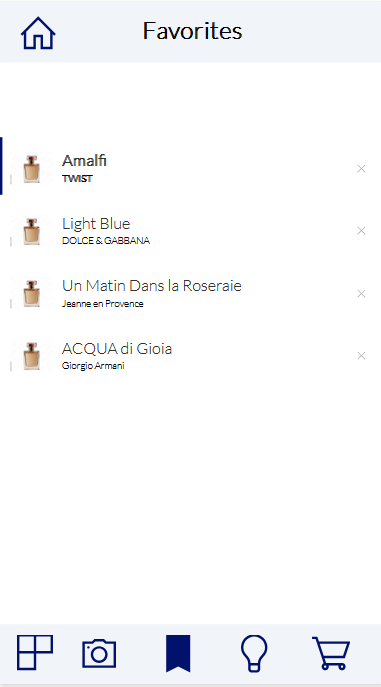 Favorites
Amalfi
TWIST
Light Blue
DOLCE & GABBANA
Un Matin Dans la Roseraie
Jeanne en Provence
ACQUA di Gioia
Giorgio Armani